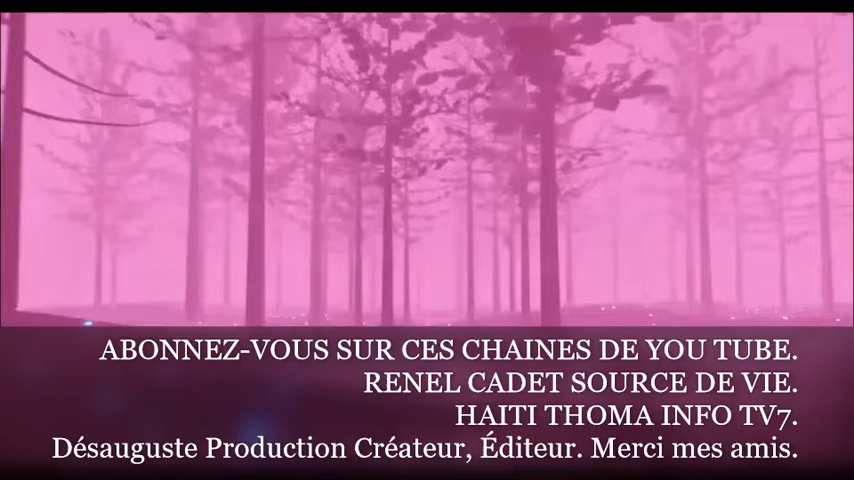 ABONNEZ-VOUS SUR CES CHAINES DE YOU TUBE.
RENEL CADET SOURCE DE VIE.
HAITI THOMA INFO TV7.
Désauguste Production Créateur, Éditeur. Merci mes amis.